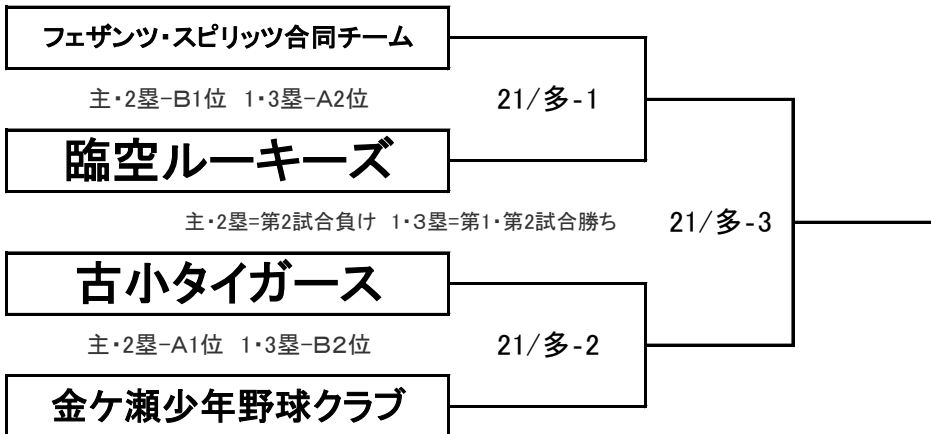 フェザンツ・スピリッツ合同チーム
主・2塁-B1位 1・3塁-A2位
21/多-1
臨空ルーキーズ
主・2塁=第2試合負け 1・3塁=第1・第2試合勝ち
21/多-3
古小タイガース
主・2塁-A1位 1・3塁-B2位
21/多-2
金ケ瀬少年野球クラブ